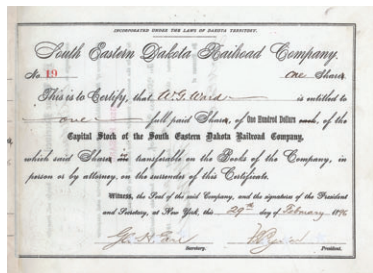 INCORPORATED UNDER THE LAWS OF DAKOTA TERRITORY.
South Eastern Dakota Railroad Company.
No. 19 one Share
This is to Certify, that W. G. Ward is entitled to
one full paid Share, of One Hundred Dollars each, of the
Capital Stock of the South Eastern Dakota Railroad Company,
which said Share is transferable on the Books of the Company, in
person or by attorney, on the surrender of this Certificate.
Witness, the Seal of the said Company, and the signatures of the President
and Secretary, at New York, this 29th day of February 1896
Secretary. President.